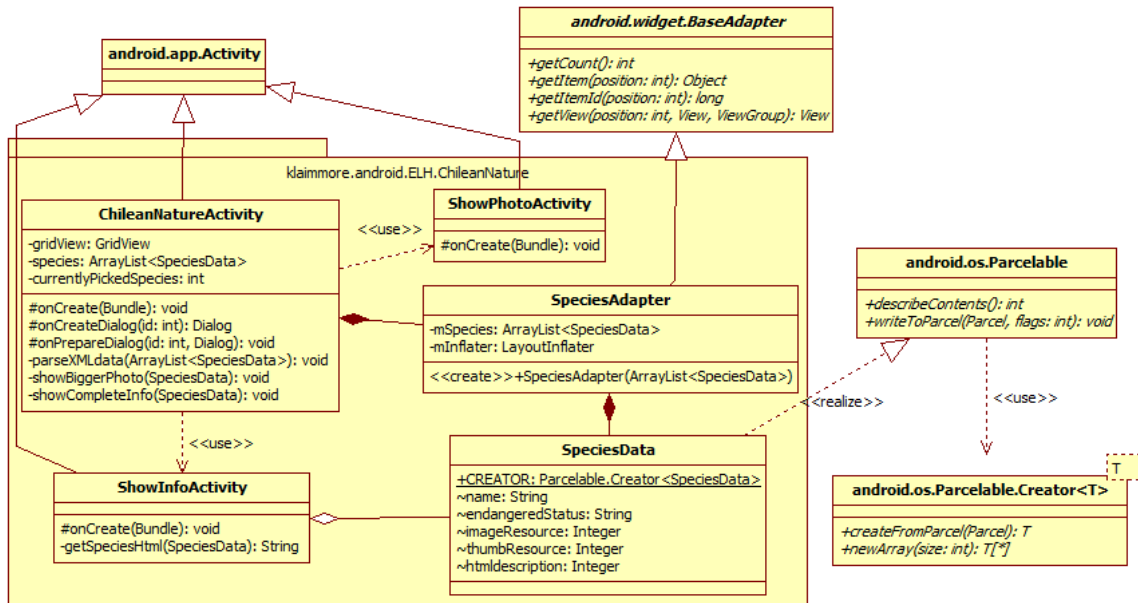 android.app.Activity
android.widget.BaseAdapter
+getCount(): int
+getItem(position: int): Object
+getItemId(position: int): long
+getView(position: int, View, ViewGroup): View
klaimmore.android.ELH.ChileanNature
ChileanNatureActivity
-gridView: GridView
-species: ArrayList<SpeciesData>
-currentlyPickedSpecies: int
#onCreate(Bundle): void
#onCreateDialog(id: int): Dialog
#onPrepareDialog(id: int, Dialog): void
-parseXMLdata(ArrayList<SpeciesData>): void
-showBiggerPhoto(SpeciesData): void
-showCompleteInfo(SpeciesData): void
<<use>>
ShowPhotoActivity
#onCreate(Bundle): void
SpeciesAdapter
-mSpecies: ArrayList<SpeciesData>
-mInflater: LayoutInflater
<<create>>+SpeciesAdapter(ArrayList<SpeciesData>)
android.os.Parcelable
+describeContents(): int
+writeToParcel(Parcel, flags: int): void
<<realize>>
<<use>>
<<use>>
ShowInfoActivity
#onCreate(Bundle): void
-getSpeciesHtml(SpeciesData): String
SpeciesData
+CREATOR: Parcelable.Creator<SpeciesData>
~name: String
~endangeredStatus: String
~imageResource: Integer
~thumbResource: Integer
~htmldescription: Integer
T
android.os.Parcelable.Creator<T>
+createFromParcel(Parcel): T
+newArray(size: int): T[*]